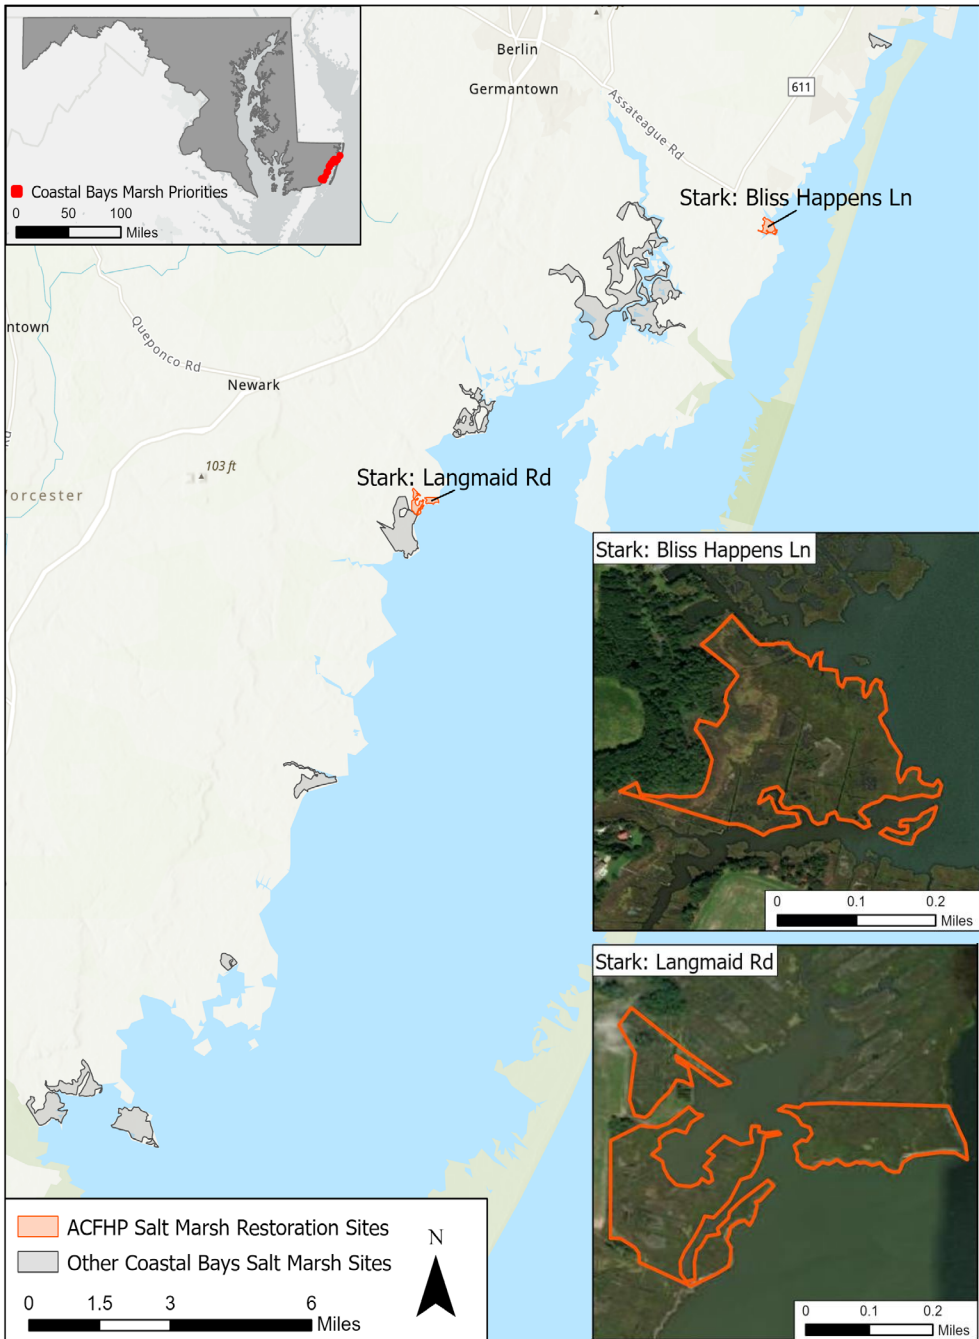 Berlin
Germantown
611
Assateague Rd
Coastal Bays Marsh Priorities
0 50 100
Miles
Stark: Bliss Happens Ln
ntown
Queponco Rd
Newark
103 ft
orcester
Stark: Langmaid Rd
Stark: Bliss Happens Ln
0 0.1 0.2
Miles
Stark: Langmaid Rd
0 0.1 0.2
Miles
ACFHP Salt Marsh Restoration Sites
Other Coastal Bays Salt Marsh Sites
0 1.5 3 6
Miles
N